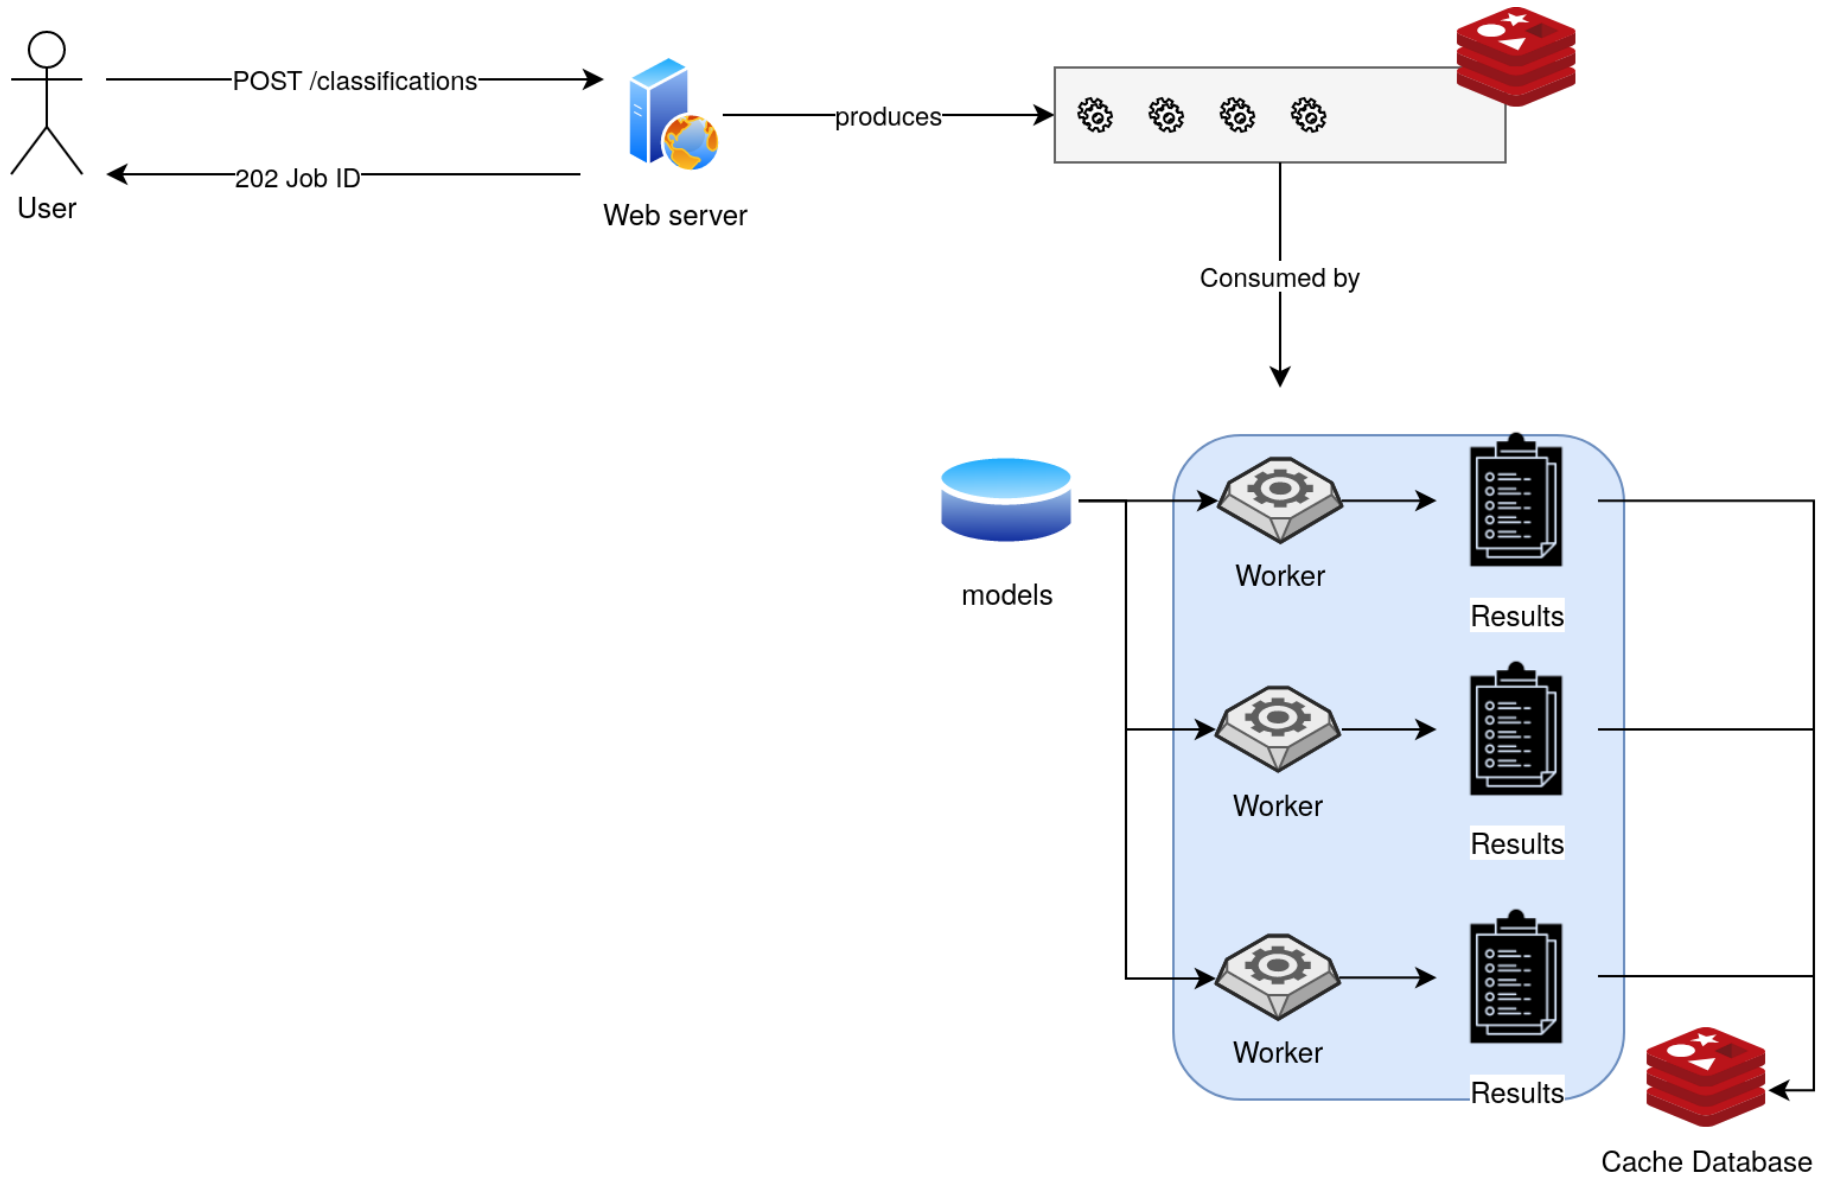 POST /classifications
produces
202 Job ID
User
Web server
Consumed by
models
Worker
Results
Worker
Results
Worker
Results
Cache Database